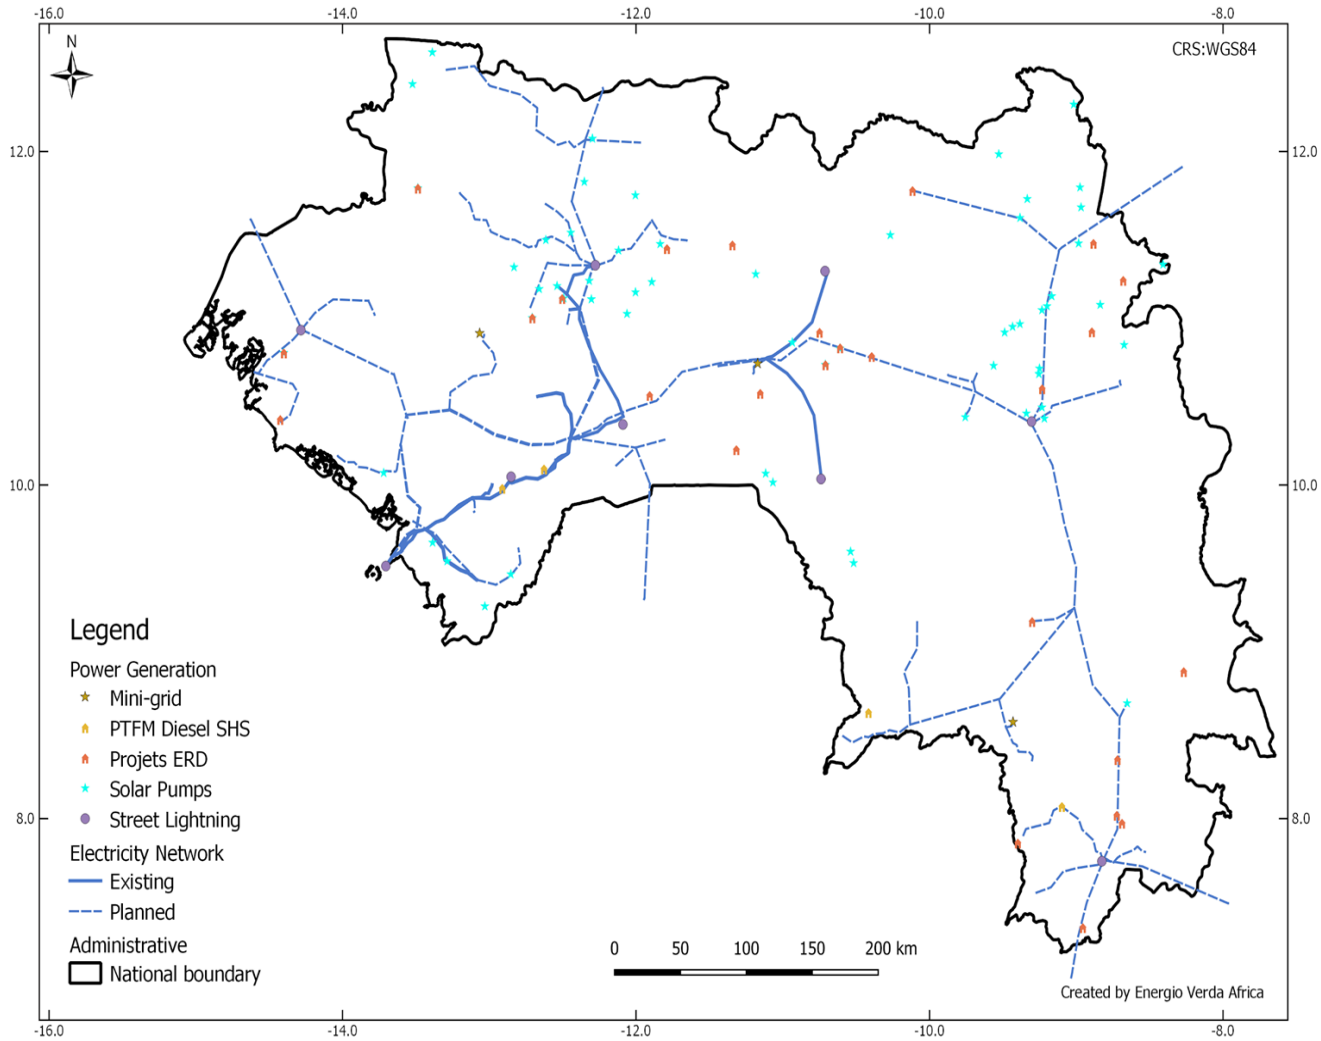 -16.0 -14.0 -12.0 -10.0 -8.0
N
CRS:WGS84
12.0 12.0
10.0 10.0
Legend
Power Generation
Mini-grid
PTFM Diesel SHS
Projets ERD
Solar Pumps
Street Lightning
8.0 8.0
Electricity Network
Existing
Planned
Administrative
National boundary
0 50 100 150 200 km
Created by Energio Verda Africa
-16.0 -14.0 -12.0 -10.0 -8.0